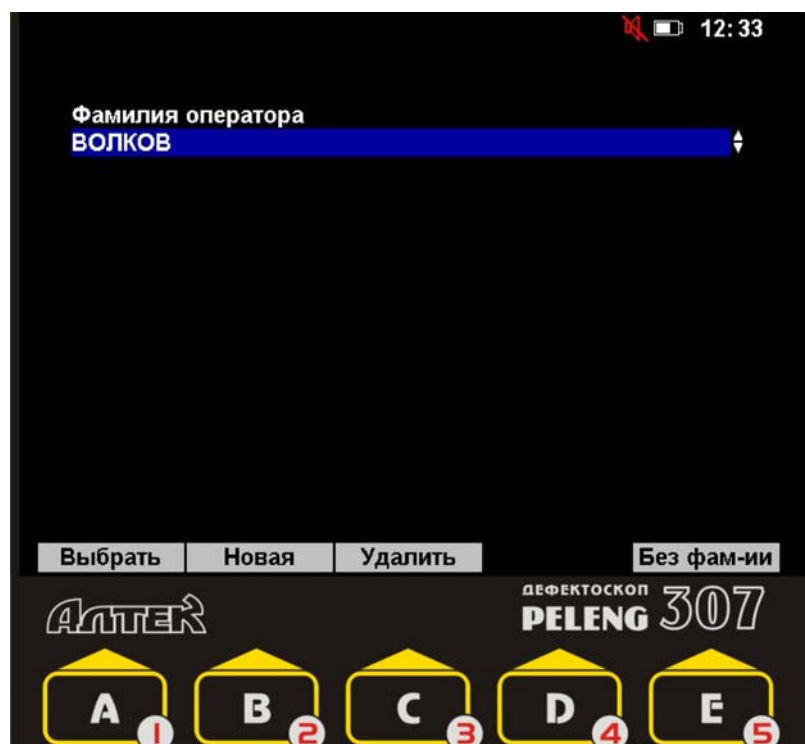 12:33
Фамилия оператора
ВОЛКОВ
Выбрать Новая Удалить Без фам-ии
АЛТЕК ДЕФЕКТОСКОП
PELENG 307
A B C D E
1 2 3 4 5